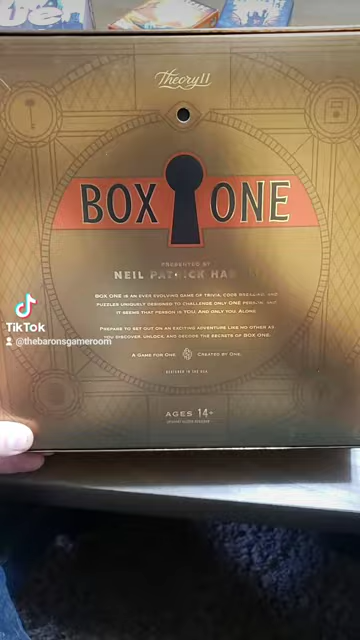 Theory11
BOX ONE
PRESENTED BY
NEIL PATRICK HA
BOX ONE IS AN EVER EVOLVING GAME OF TRIVIA, CODE BREAKING, AND
PUZZLES UNIQUELY DESIGNED TO CHALLENGE ONLY ONE PERSON.
IT SEEMS THAT PERSON IS YOU, AND ONLY YOU. ALONE.
PREPARE TO SET OUT ON AN EXCITING ADVENTURE LIKE NO OTHER AS
YOU DISCOVER, UNLOCK, AND DECODE THE SECRETS OF BOX ONE.
A GAME FOR ONE. CREATED BY ONE.
TikTok
@thebaronsgameroom
AGES 14+